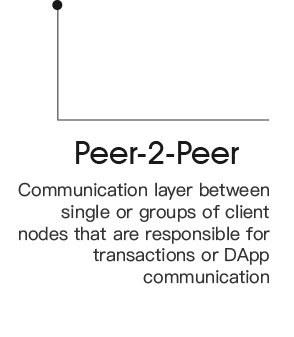 Peer-2-Peer
Communication layer between
single or groups of client
nodes that are responsible for
transactions or DApp
communication